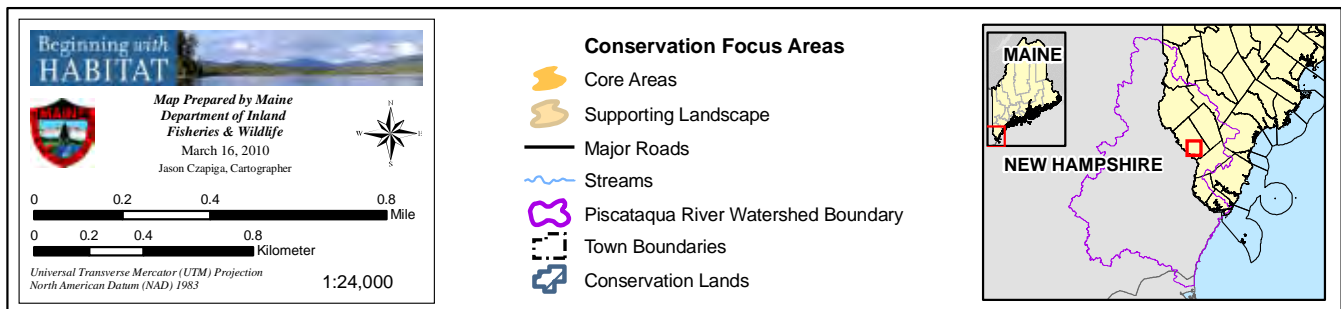 Beginning with
HABITAT
MAINE
Map Prepared by Maine
Department of Inland
Fisheries & Wildlife
March 16, 2010
Jason Czapiga, Cartographer
N
W E
S
0 0.2 0.4 0.8
Mile
0 0.2 0.4 0.8
Kilometer
Universal Transverse Mercator (UTM) Projection
North American Datum (NAD) 1983
1:24,000
Conservation Focus Areas
Core Areas
Supporting Landscape
Major Roads
Streams
Piscataqua River Watershed Boundary
Town Boundaries
Conservation Lands
MAINE
NEW HAMPSHIRE